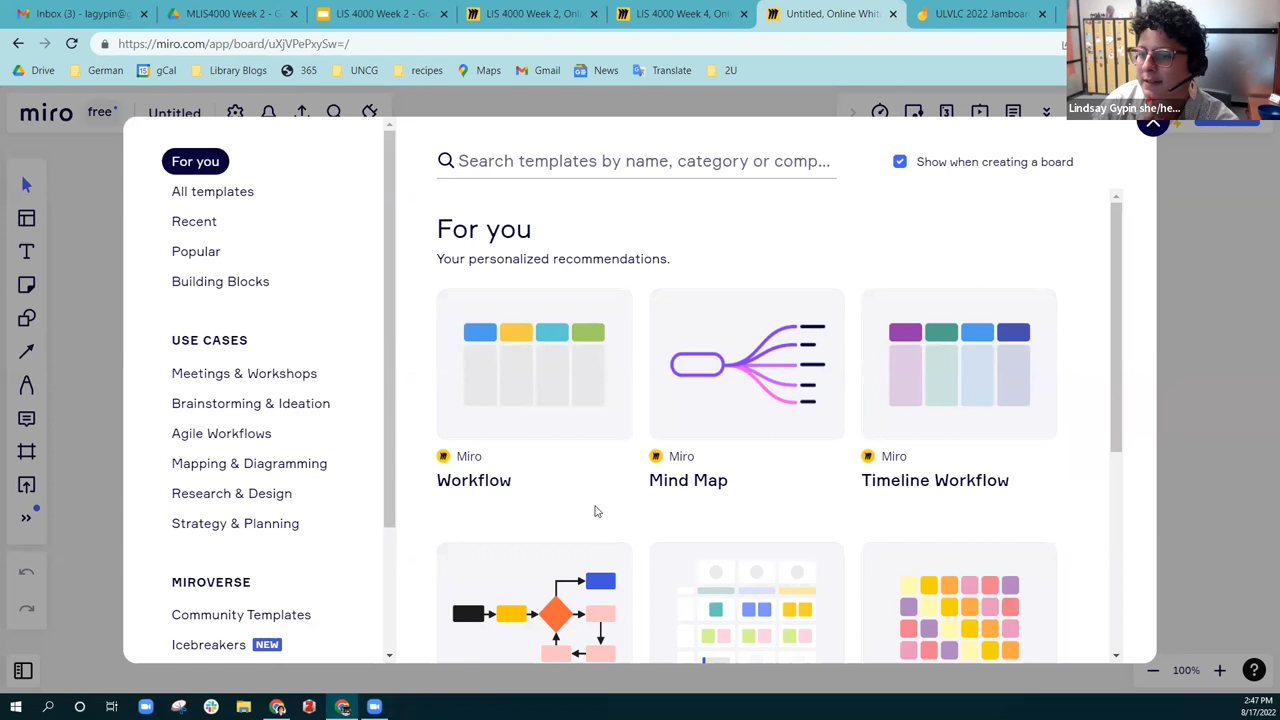 Inbox (3) - lagypin@g
MLIS4000 Week 2 - Go
LIS 4000 Week 2 - Goo
LIS 4000 Week 2, Onli
LIS 4000 Week 4, Onli
Untitled, Online Whit
ULVLC 2022 Jamboard
https://miro.com/app/board/uXjVPePxySw=/
Drive
German
gCal
Library Blogs
365
UNCG
recipes
Maps
Gmail
News
Translate
2U
Lindsay Gypin she/he...
miro
free
Untitled
For you
All templates
Recent
Popular
Building Blocks
USE CASES
Meetings & Workshops
Brainstorming & Ideation
Agile Workflows
Mapping & Diagramming
Research & Design
Strategy & Planning
MIROVERSE
Community Templates
Icebreakers NEW
Search templates by name, category or comp...
Show when creating a board
For you
Your personalized recommendations.
Miro
Workflow
Miro
Mind Map
Miro
Timeline Workflow
100%
2:47 PM
8/17/2022